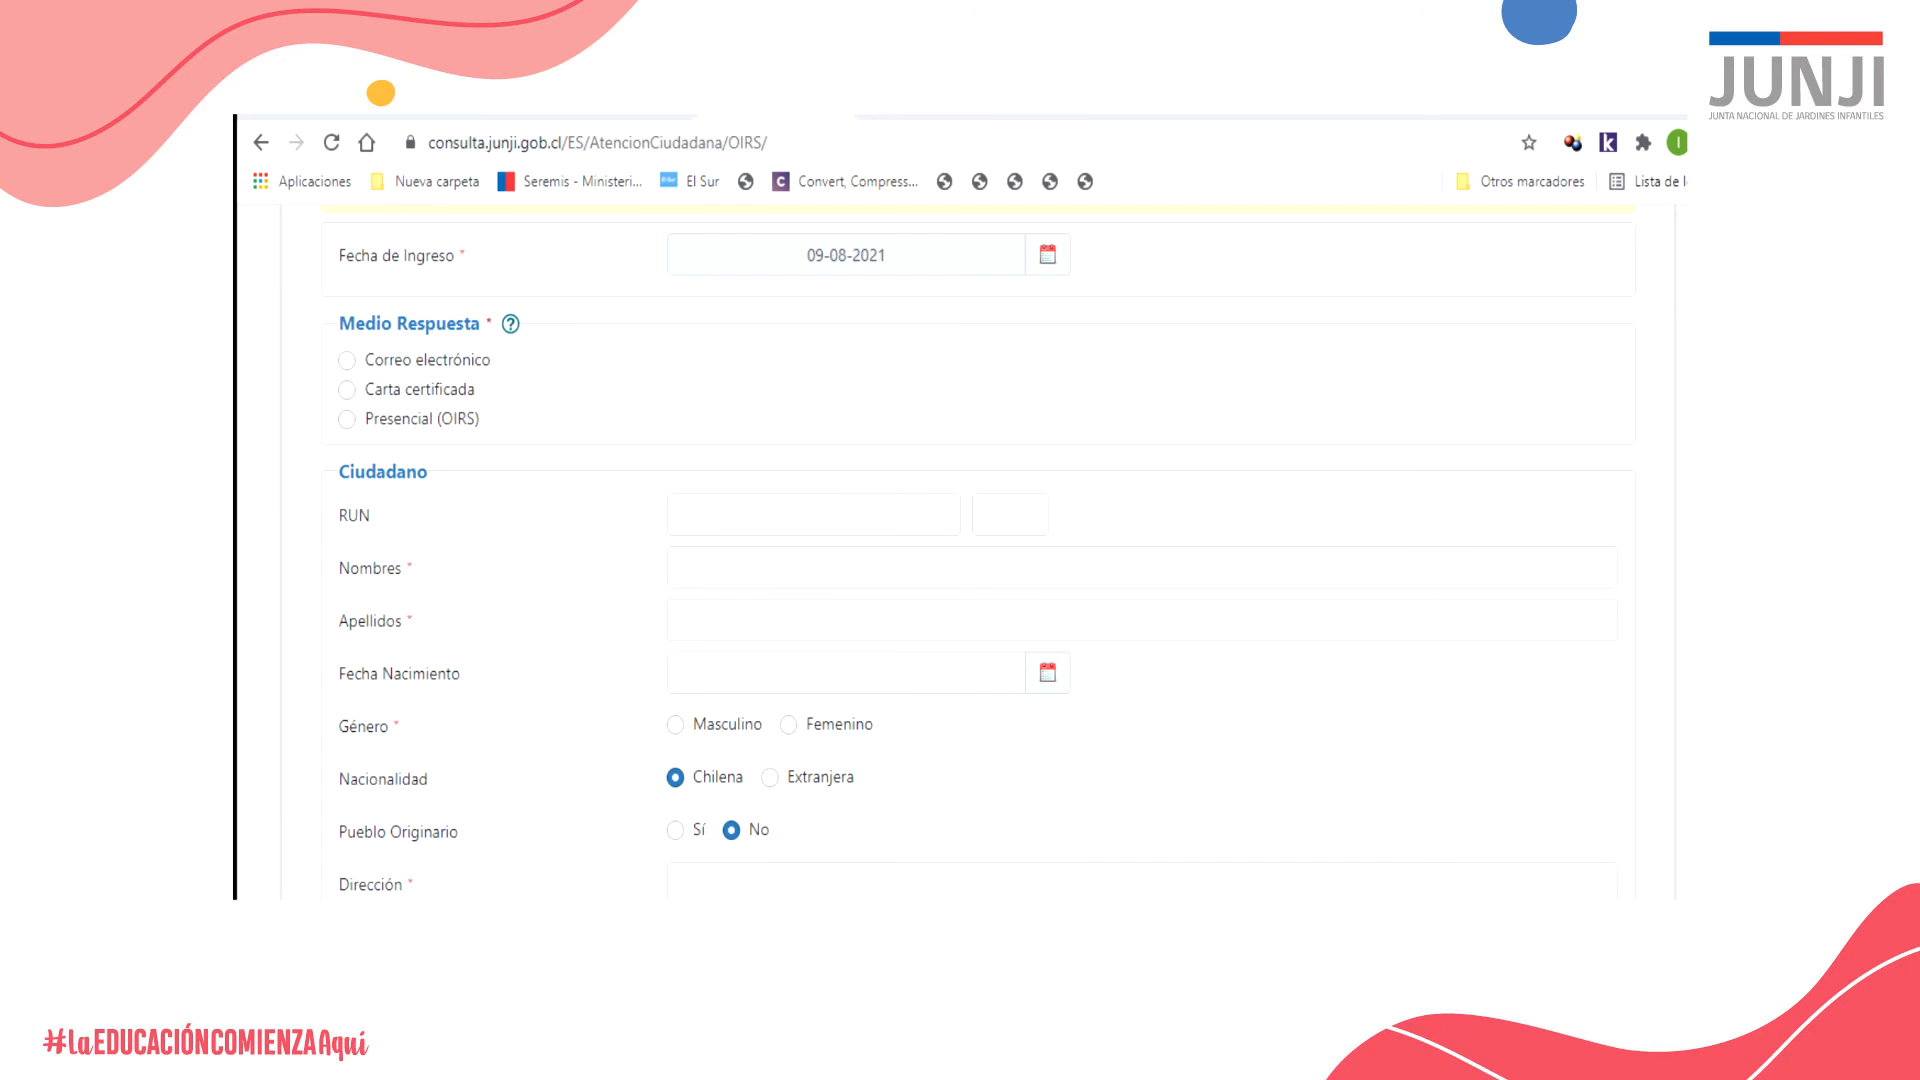 JUNJI
JUNTA NACIONAL DE JARDINES INFANTILES
consulta.junji.gob.cl/ES/AtencionCiudadana/OIRS/
Aplicaciones Nueva carpeta Seremis - Ministeri... El Sur Convert, Compress... Otros marcadores Lista de
Fecha de Ingreso * 09-08-2021
Medio Respuesta *
Correo electrónico
Carta certificada
Presencial (OIRS)
Ciudadano
RUN
Nombres *
Apellidos *
Fecha Nacimiento
Género * Masculino Femenino
Nacionalidad Chilena Extranjera
Pueblo Originario Sí No
Dirección *
#LaEDUCACIÓNCOMIENZAAquí